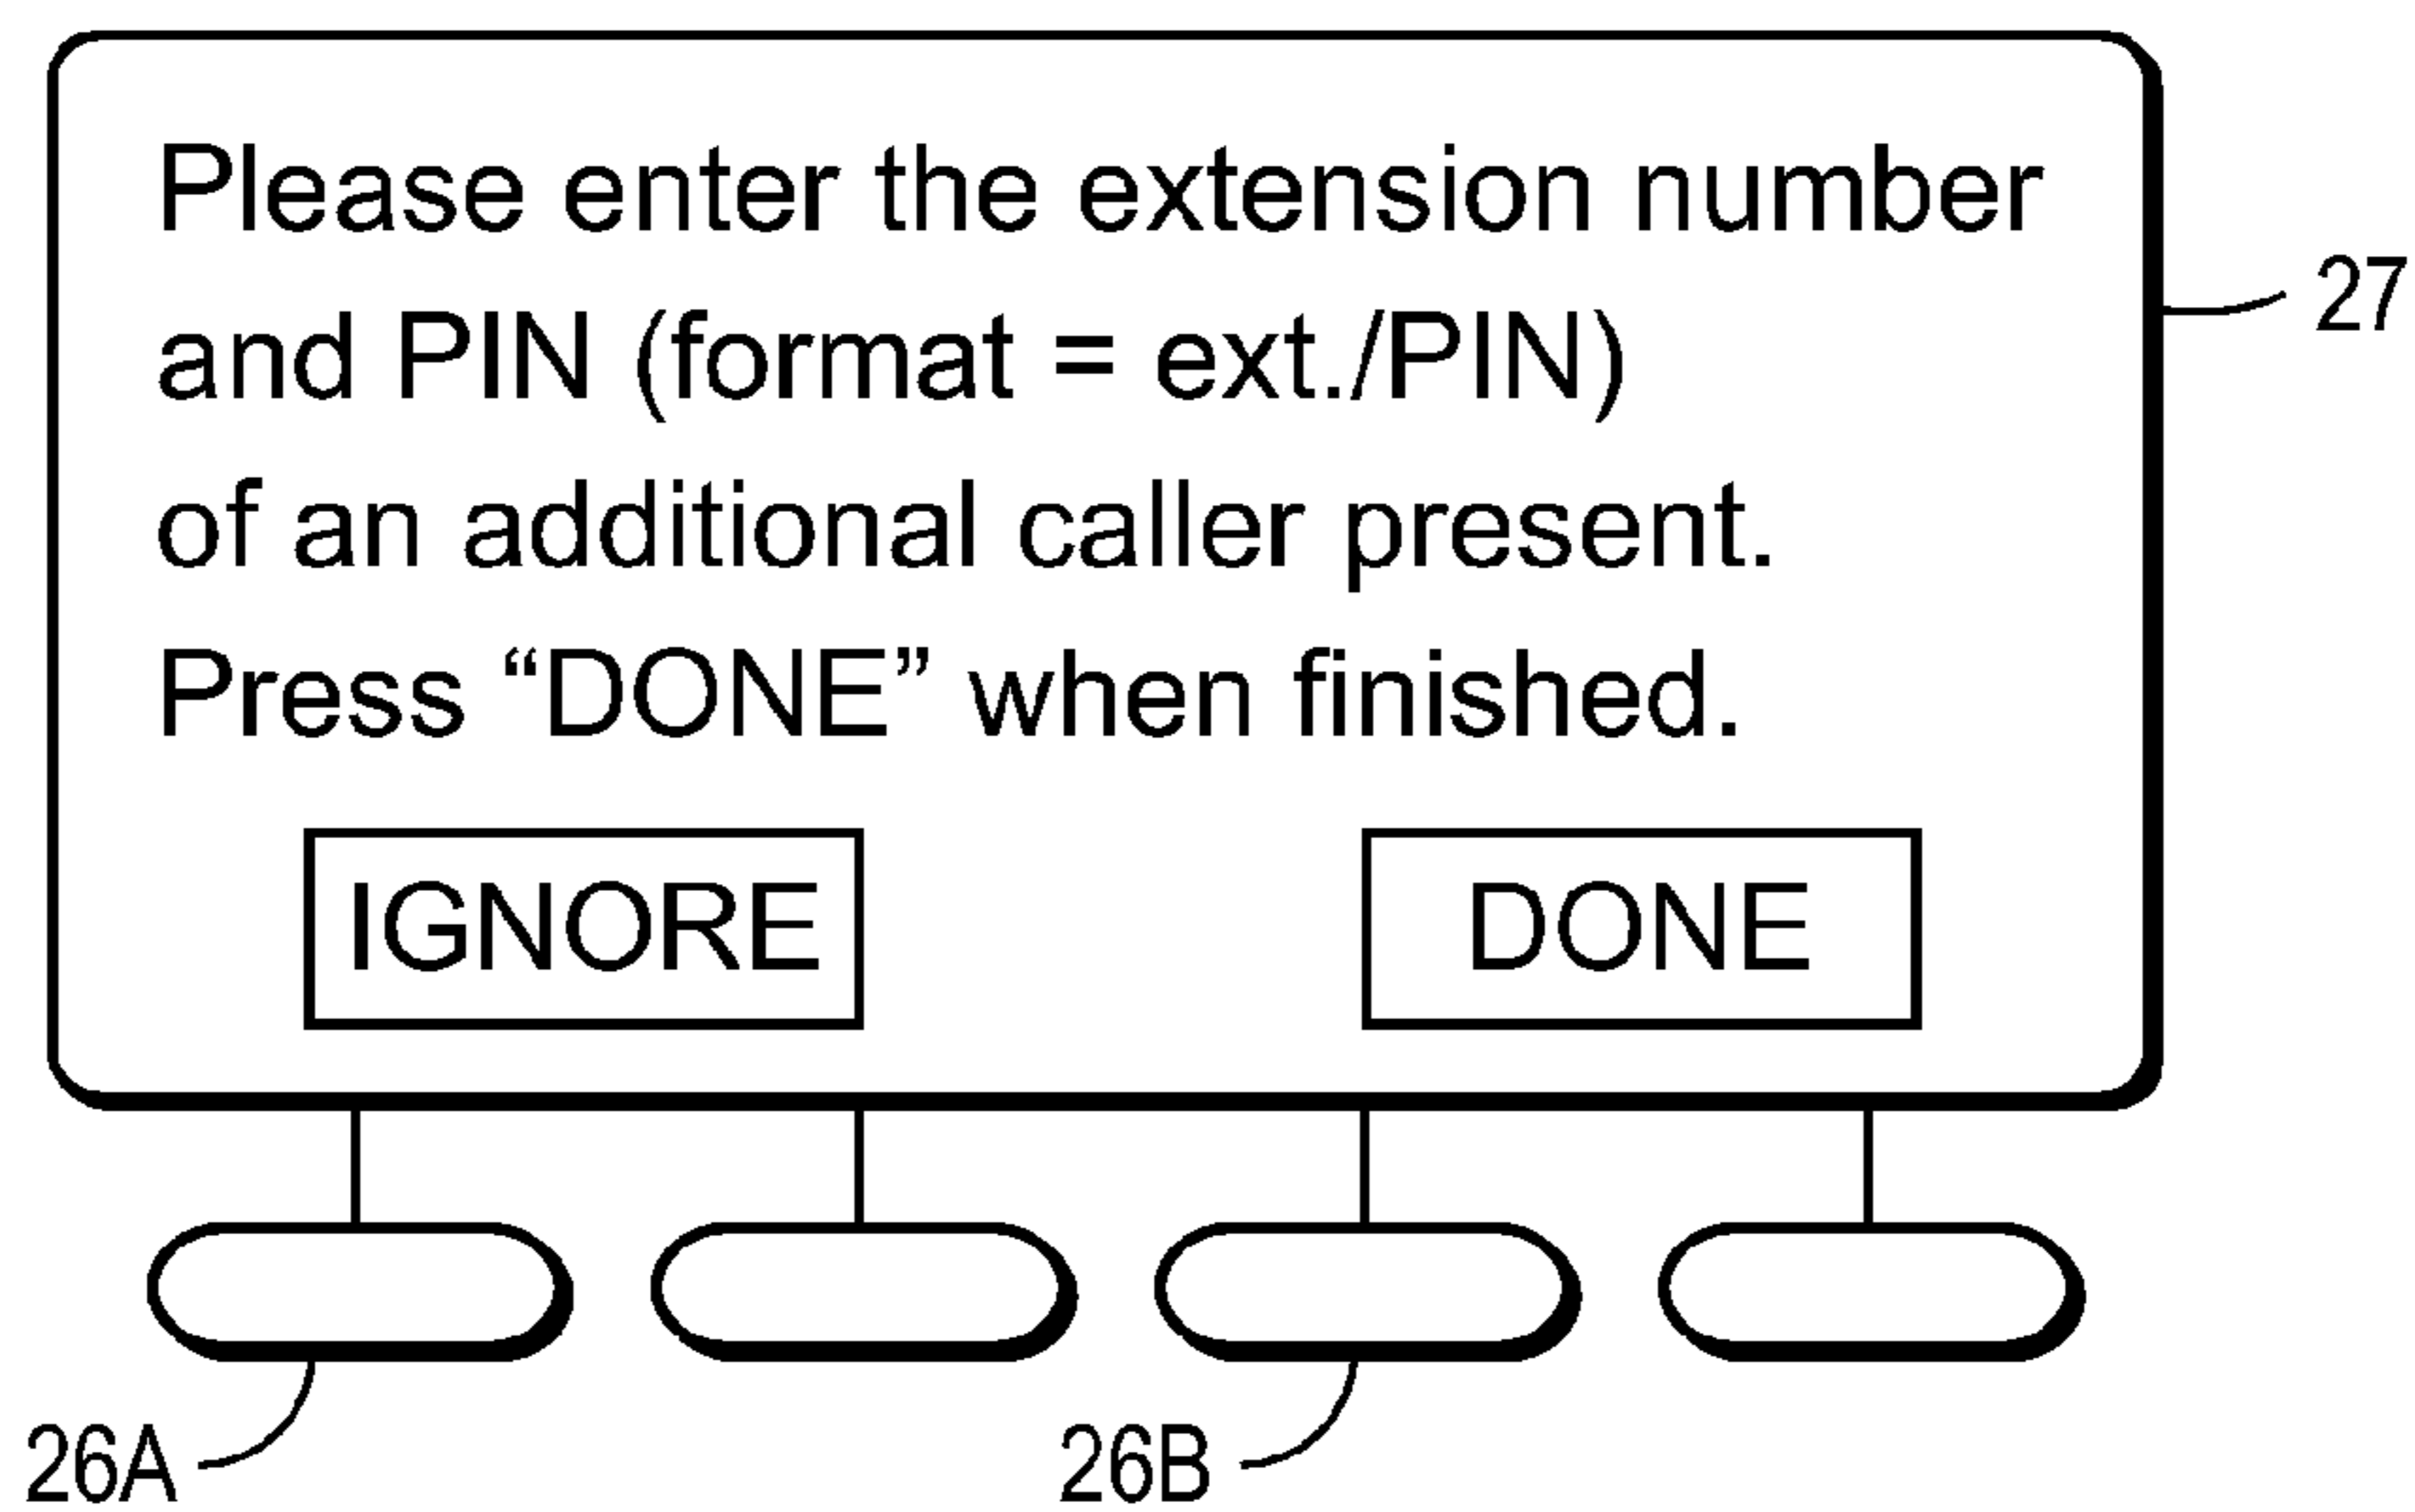 Please enter the extension number
27
and PIN (format = ext./PIN)
of an additional caller present.
Press “DONE” when finished.
IGNORE DONE
26A 26B